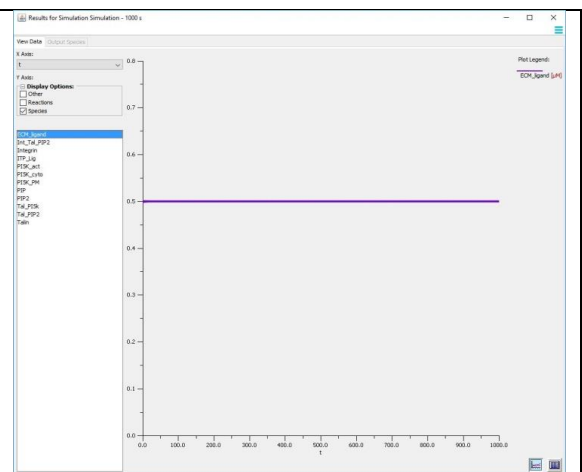 Results for Simulation Simulation - 1000 s
View Data Output Species
X Axis:
t
Y Axis:
Display Options:
Other
Reactions
Species
ECM_ligand
Int_Tal_PIP2
Integrin
ITP_Lig
PI5K_act
PI5K_cyto
PI5K_PM
PIP
PIP2
Tal_PI5k
Tal_PIP2
Talin
0.8
0.7
0.6
0.5
0.4
0.3
0.2
0.1
0.0
0.0 100.0 200.0 300.0 400.0 500.0 600.0 700.0 800.0 900.0 1000.0
t
Plot Legend:
ECM_ligand [µM]